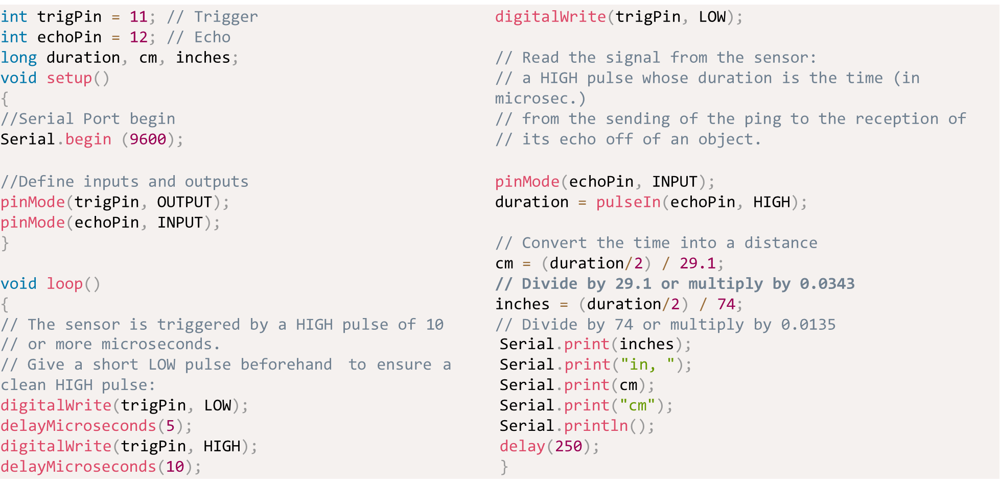 int trigPin = 11; // Trigger
int echoPin = 12; // Echo
long duration, cm, inches;
void setup()
{
//Serial Port begin
Serial.begin (9600);

//Define inputs and outputs
pinMode(trigPin, OUTPUT);
pinMode(echoPin, INPUT);
}

void loop()
{
// The sensor is triggered by a HIGH pulse of 10
// or more microseconds.
// Give a short LOW pulse beforehand to ensure a
clean HIGH pulse:
digitalWrite(trigPin, LOW);
delayMicroseconds(5);
digitalWrite(trigPin, HIGH);
delayMicroseconds(10);
digitalWrite(trigPin, LOW);

// Read the signal from the sensor:
// a HIGH pulse whose duration is the time (in
microsec.)
// from the sending of the ping to the reception of
// its echo off of an object.

pinMode(echoPin, INPUT);
duration = pulseIn(echoPin, HIGH);

// Convert the time into a distance
cm = (duration/2) / 29.1;
// Divide by 29.1 or multiply by 0.0343
inches = (duration/2) / 74;
// Divide by 74 or multiply by 0.0135
Serial.print(inches);
Serial.print("in, ");
Serial.print(cm);
Serial.print("cm");
Serial.println();
delay(250);
}